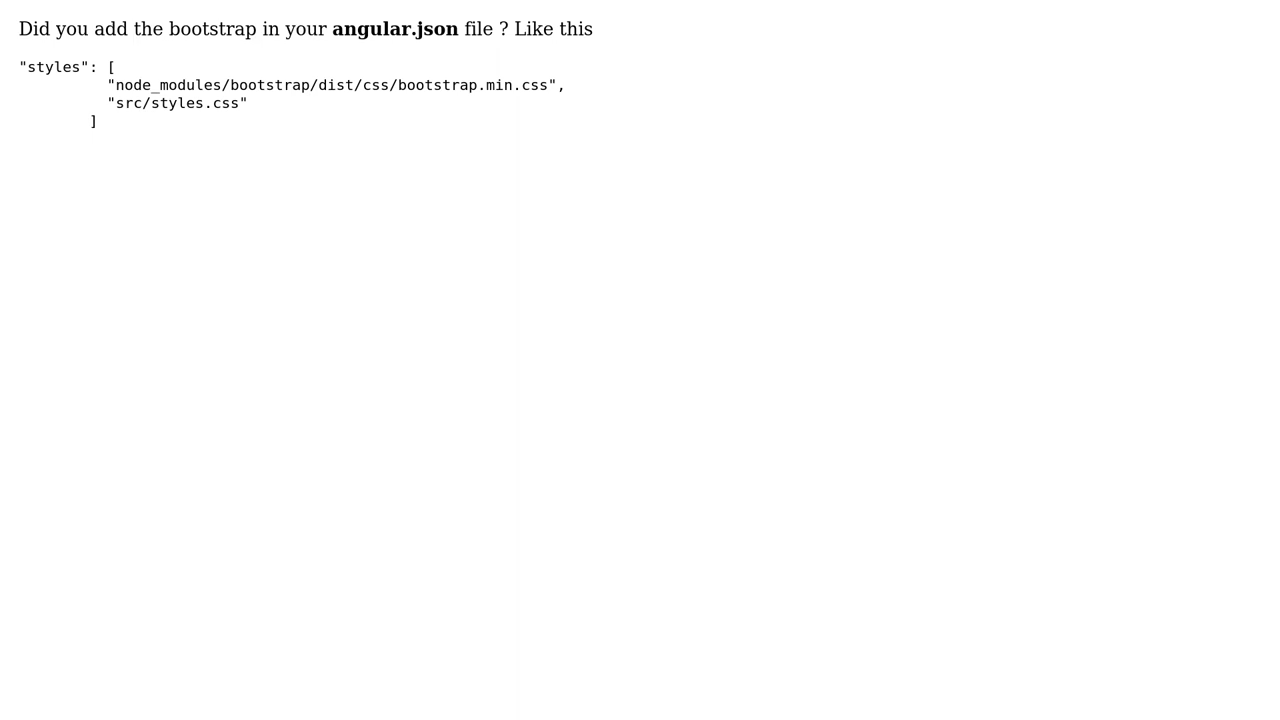 Did you add the bootstrap in your angular.json file ? Like this
"styles": [
          "node_modules/bootstrap/dist/css/bootstrap.min.css",
          "src/styles.css"
        ]